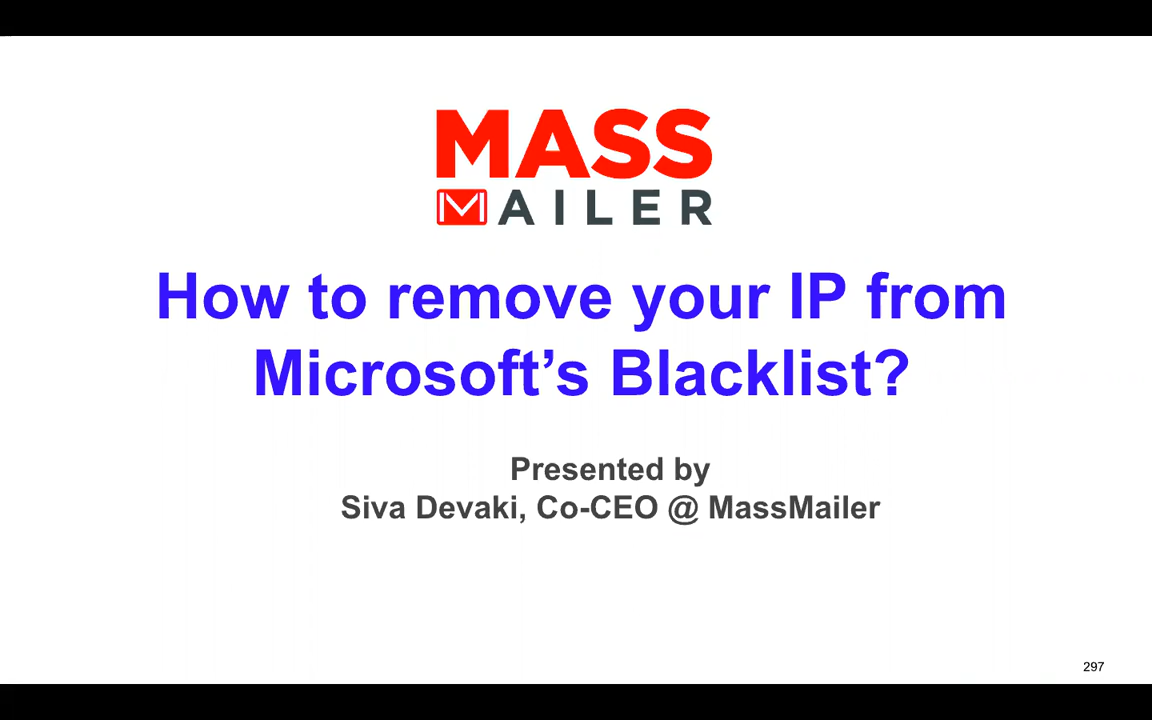 MASS
MAILER
How to remove your IP from
Microsoft’s Blacklist?
Presented by
Siva Devaki, Co-CEO @ MassMailer
297